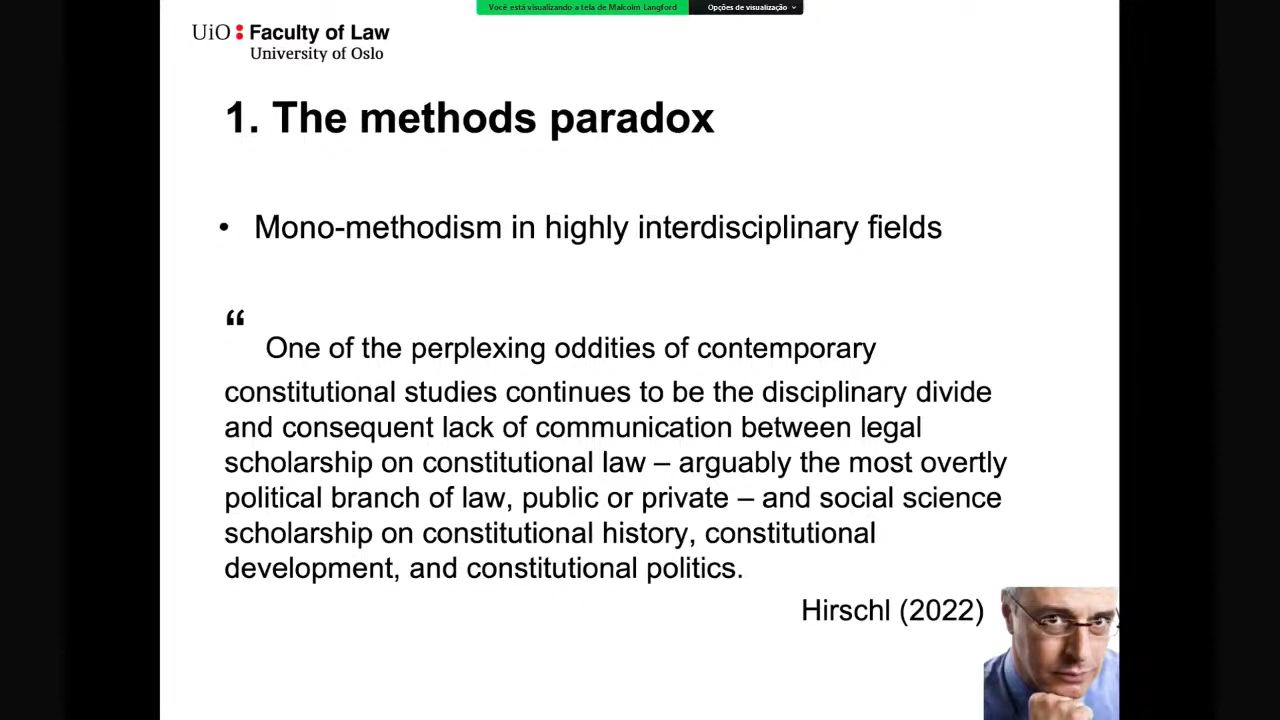 Você está visualizando a tela de Malcolm Langford Opções de visualização
UiO Faculty of Law
University of Oslo
1. The methods paradox
• Mono-methodism in highly interdisciplinary fields
“
One of the perplexing oddities of contemporary
constitutional studies continues to be the disciplinary divide
and consequent lack of communication between legal
scholarship on constitutional law – arguably the most overtly
political branch of law, public or private – and social science
scholarship on constitutional history, constitutional
development, and constitutional politics.
Hirschl (2022)